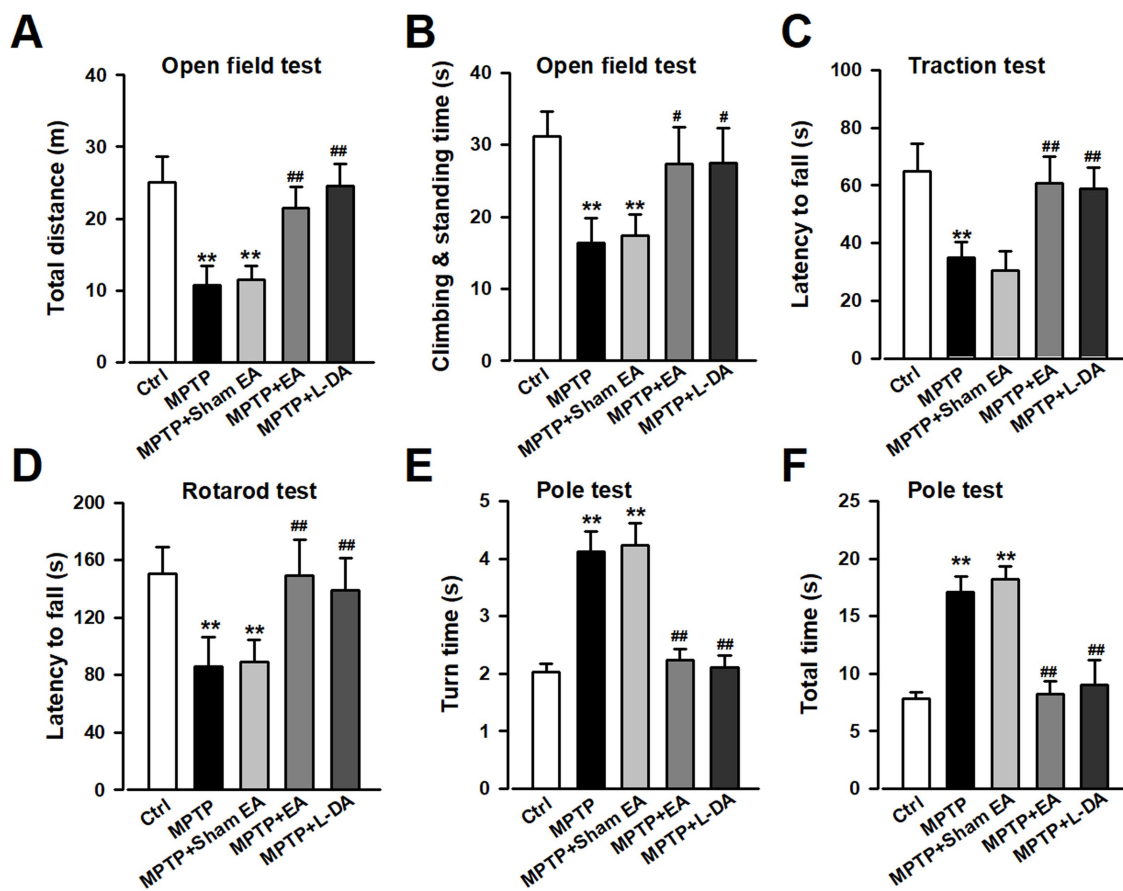 A
Open field test
Total distance (m)
40
30
20
10
0
**
**
##
##
Ctrl
MPTP
MPTP+Sham EA
MPTP+EA
MPTP+L-DA
B
Open field test
Climbing & standing time (s)
40
30
20
10
0
**
**
#
#
Ctrl
MPTP
MPTP+Sham EA
MPTP+EA
MPTP+L-DA
C
Traction test
Latency to fall (s)
100
80
60
40
20
0
**
##
##
Ctrl
MPTP
MPTP+Sham EA
MPTP+EA
MPTP+L-DA
D
Rotarod test
Latency to fall (s)
200
160
120
80
40
0
**
**
##
##
Ctrl
MPTP
MPTP+Sham EA
MPTP+EA
MPTP+L-DA
E
Pole test
Turn time (s)
5
4
3
2
1
0
**
**
##
##
Ctrl
MPTP
MPTP+Sham EA
MPTP+EA
MPTP+L-DA
F
Pole test
Total time (s)
25
20
15
10
5
0
**
**
##
##
Ctrl
MPTP
MPTP+Sham EA
MPTP+EA
MPTP+L-DA